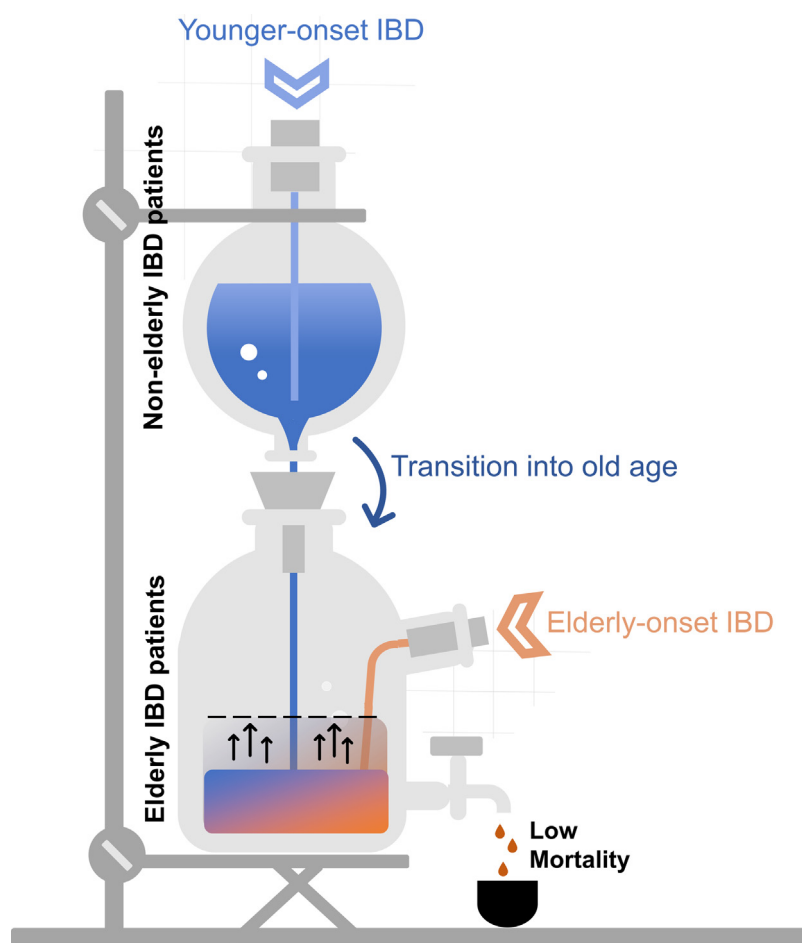 Younger-onset IBD
Non-elderly IBD patients
Transition into old age
Elderly-onset IBD
Elderly IBD patients
Low
Mortality